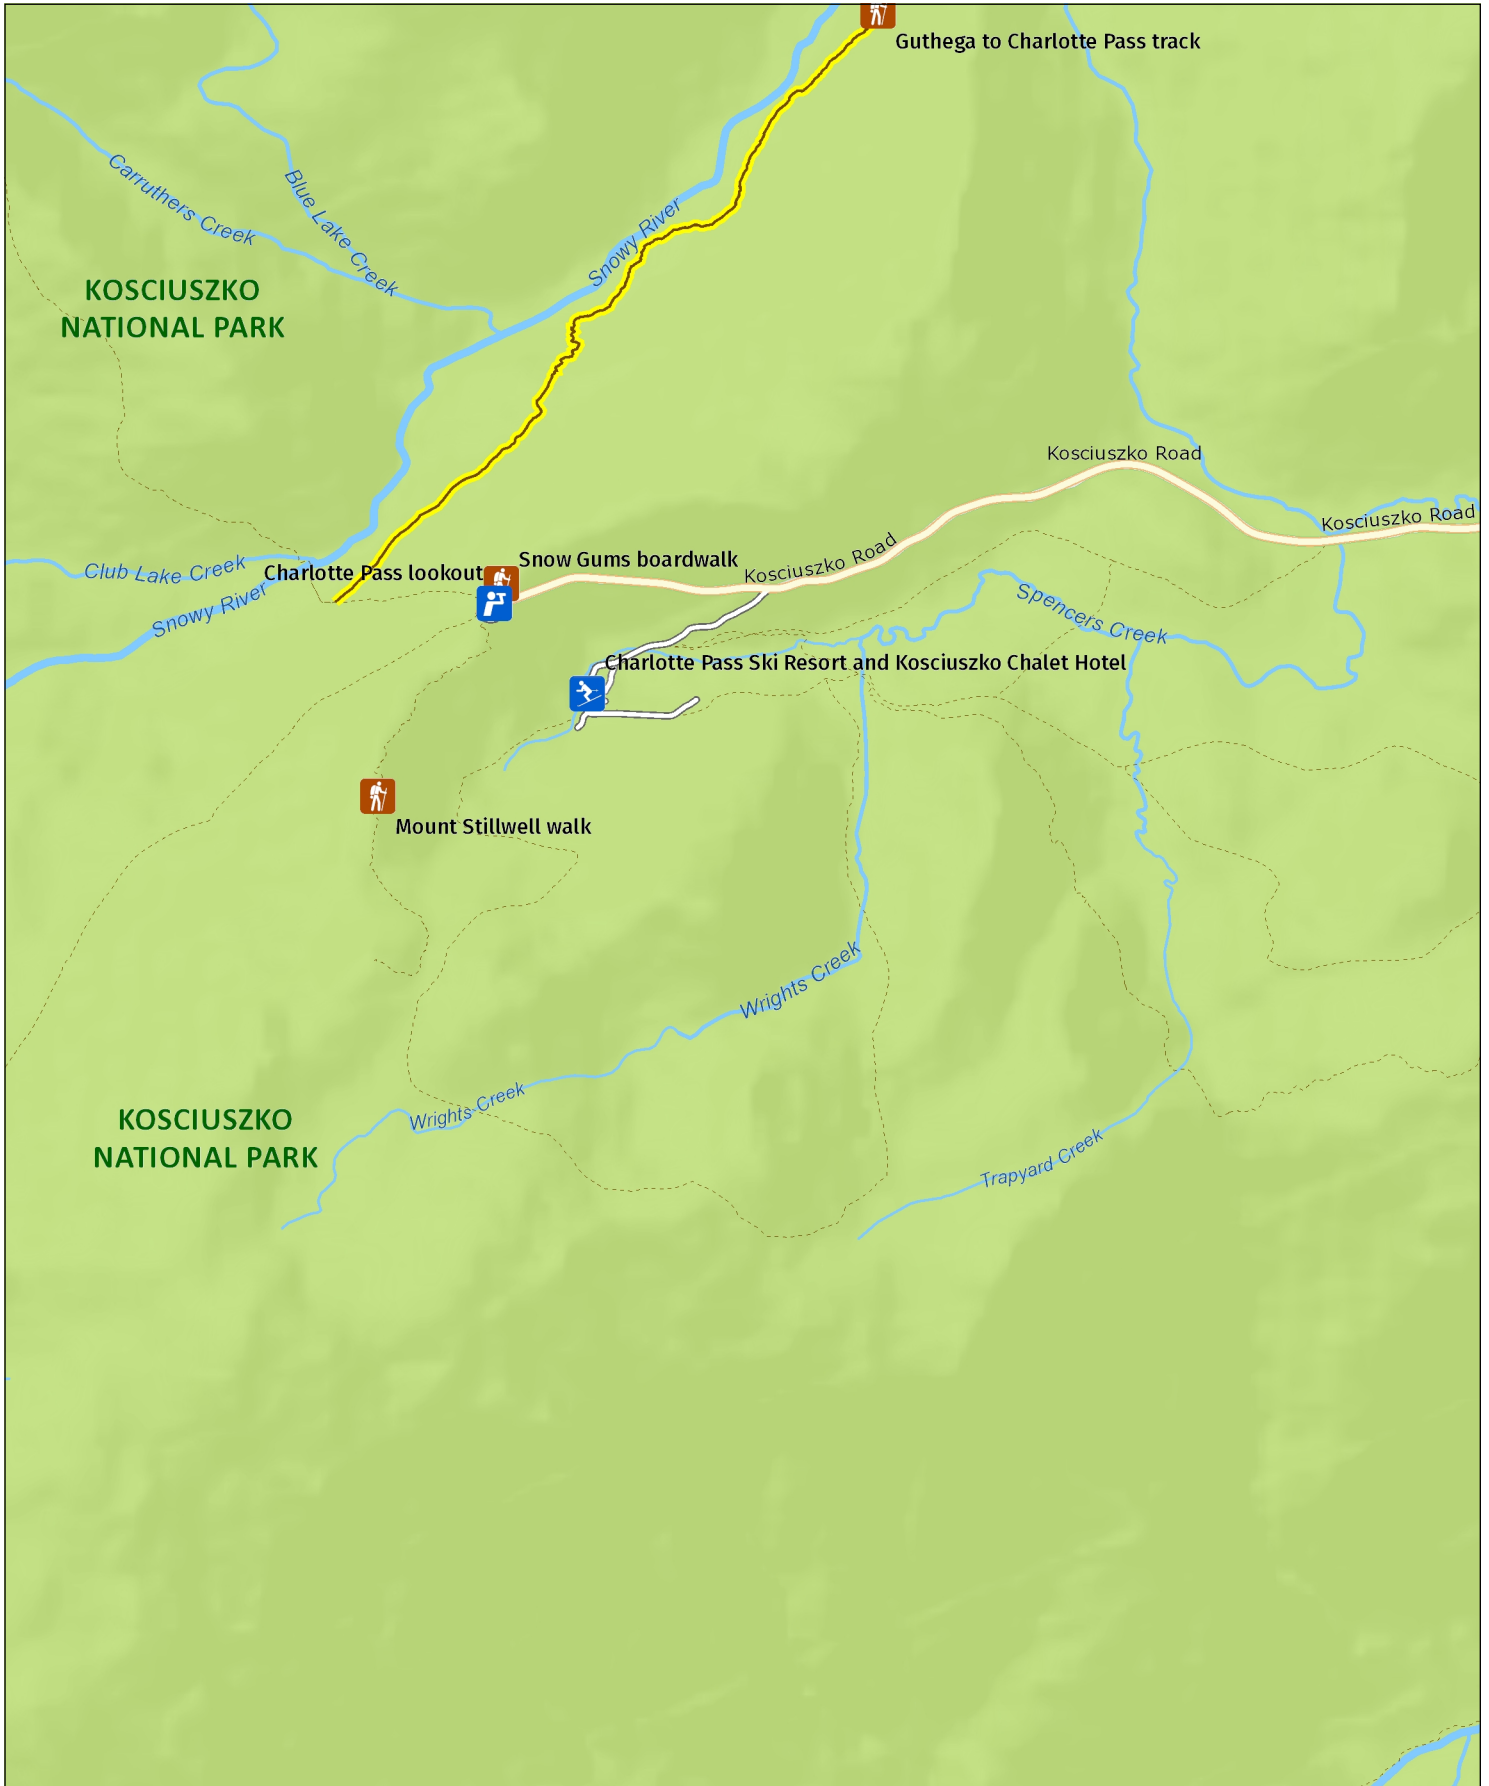 Guthega to Charlotte Pass track
Carruthers Creek
Blue Lake Creek
Snowy River
KOSCIUSZKO
NATIONAL PARK
Kosciuszko Road
Kosciuszko Road
Kosciuszko Road
Snow Gums boardwalk
Charlotte Pass lookout
Club Lake Creek
Snowy River
Spencers Creek
Charlotte Pass Ski Resort and Kosciuszko Chalet Hotel
Mount Stillwell walk
Wrights Creek
Wrights Creek
KOSCIUSZKO
NATIONAL PARK
Trapyard Creek